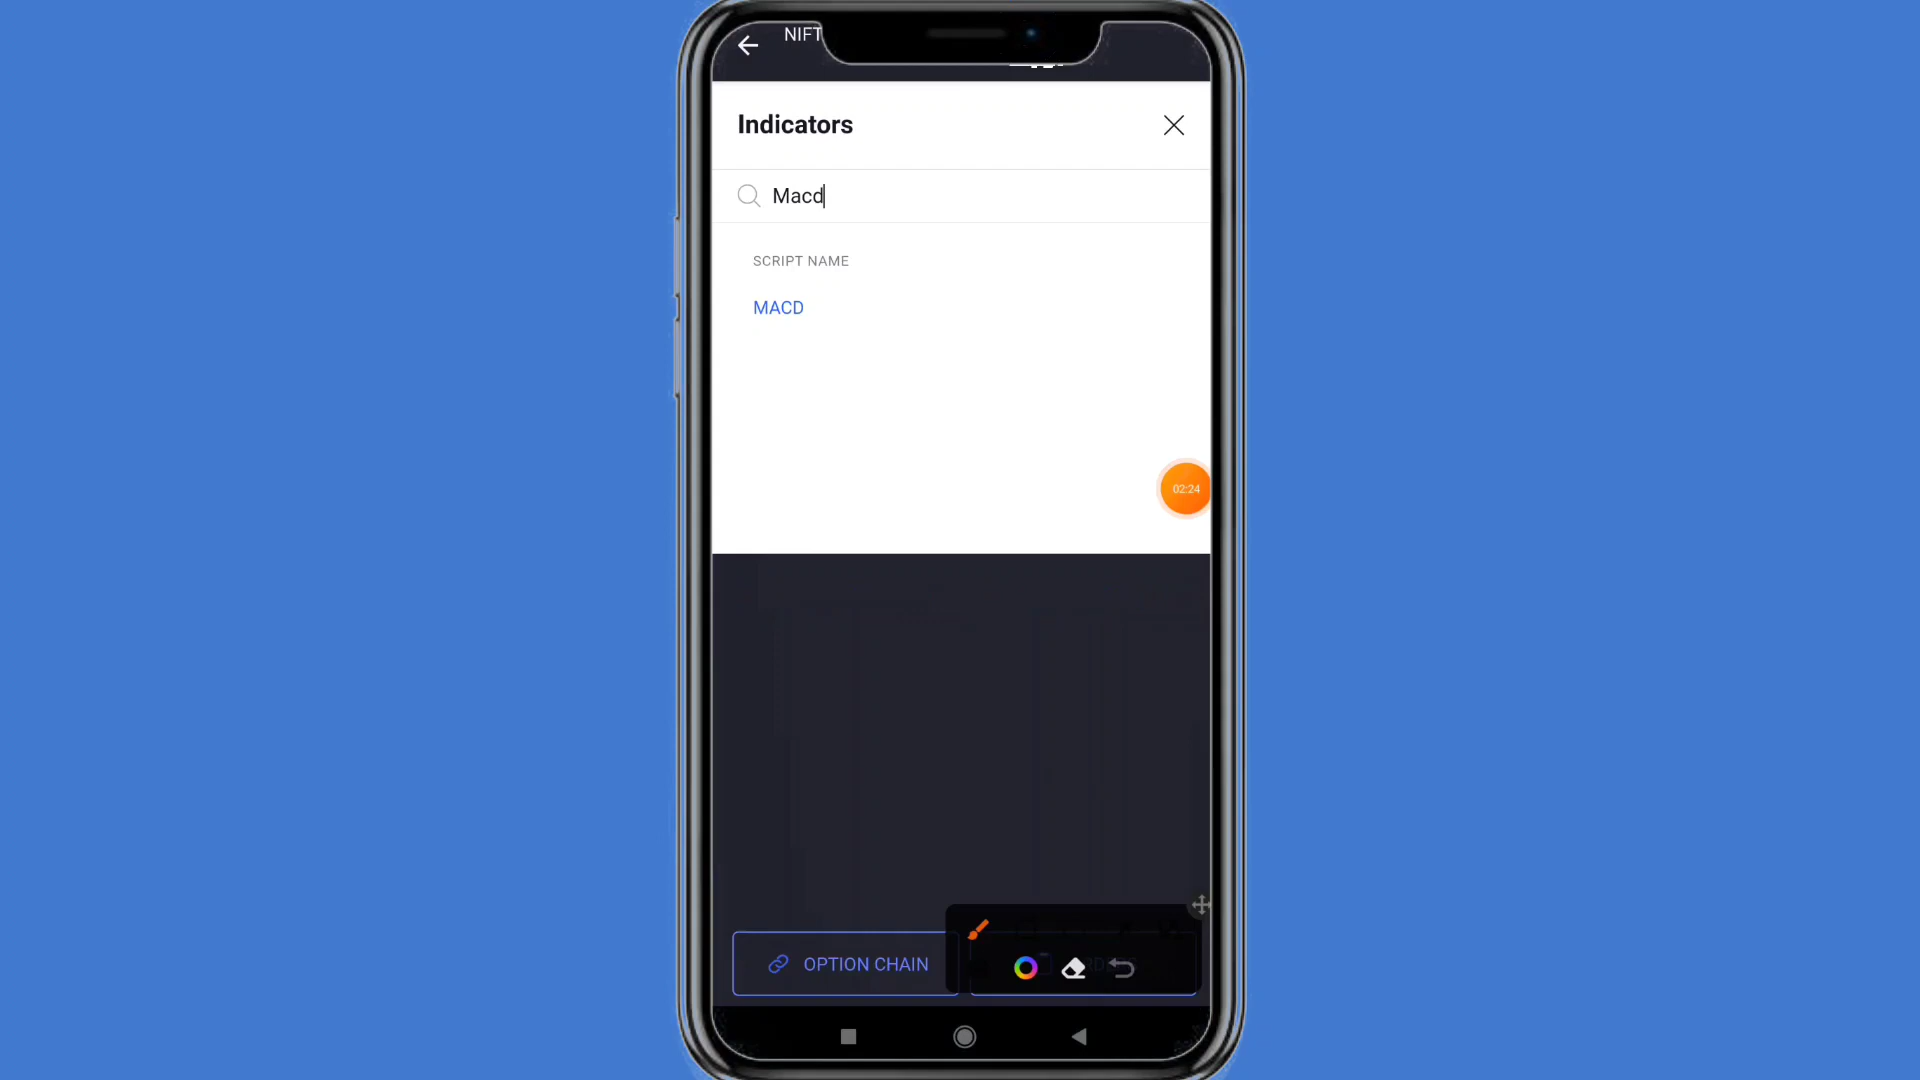 NIFT
Indicators
Macd
SCRIPT NAME
MACD
02:24
OPTION CHAIN